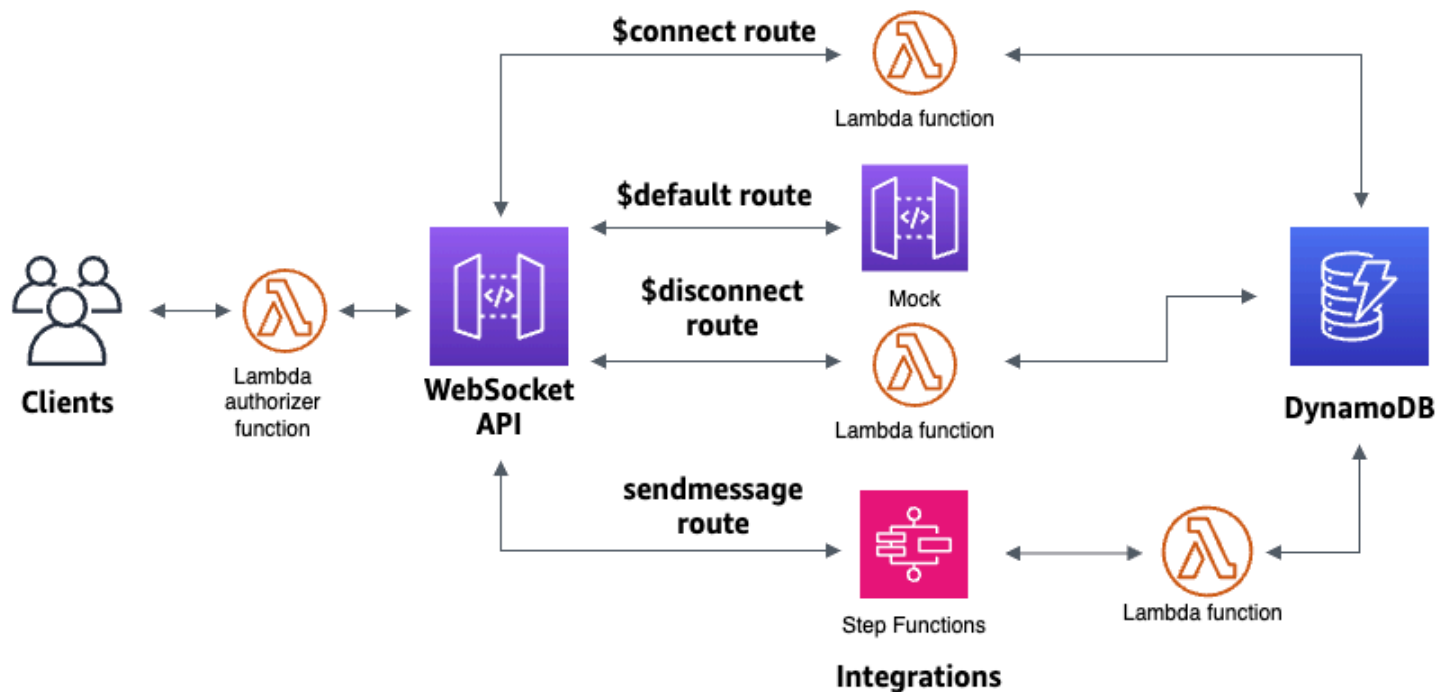 $connect route
Lambda function
$default route
Mock
$disconnect
route
Lambda function
Clients
Lambda
authorizer
function
WebSocket
API
DynamoDB
sendmessage
route
Step Functions
Lambda function
Integrations